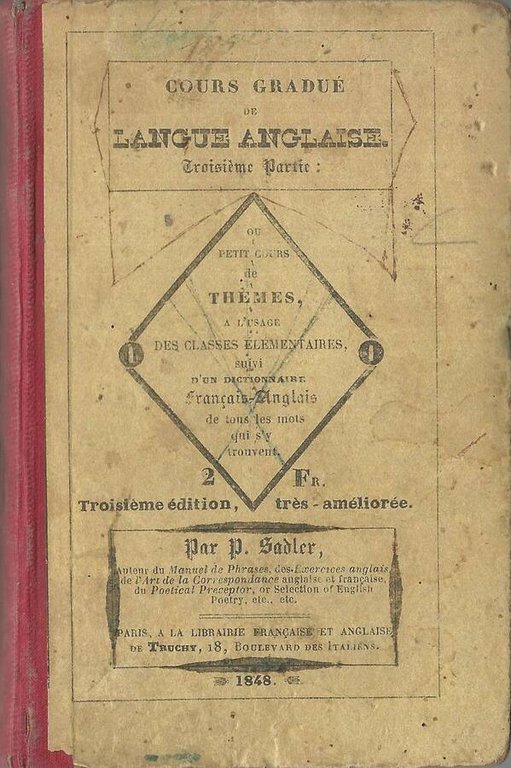 COURS GRADUÉ
DE
LANGUE ANGLAISE.
Troisième Partie :
OU
PETIT COURS
de
THÈMES,
A L'USAGE
DES CLASSES ÉLÉMENTAIRES,
suivi
D'UN DICTIONNAIRE
Français-Anglais
de tous les mots
qui s'y
trouvent.
1 1
2 FR.
Troisième édition, très-améliorée.
Par P. Sadler,
Auteur du Manuel de Phrases, des Exercices anglais,
de l'Art de la Correspondance anglaise et française,
du Poetical Preceptor, or Selection of English
Poetry, etc., etc.
PARIS, A LA LIBRAIRIE FRANÇAISE ET ANGLAISE
DE TRUCHY, 18, BOULEVARD DES ITALIENS.
1848.